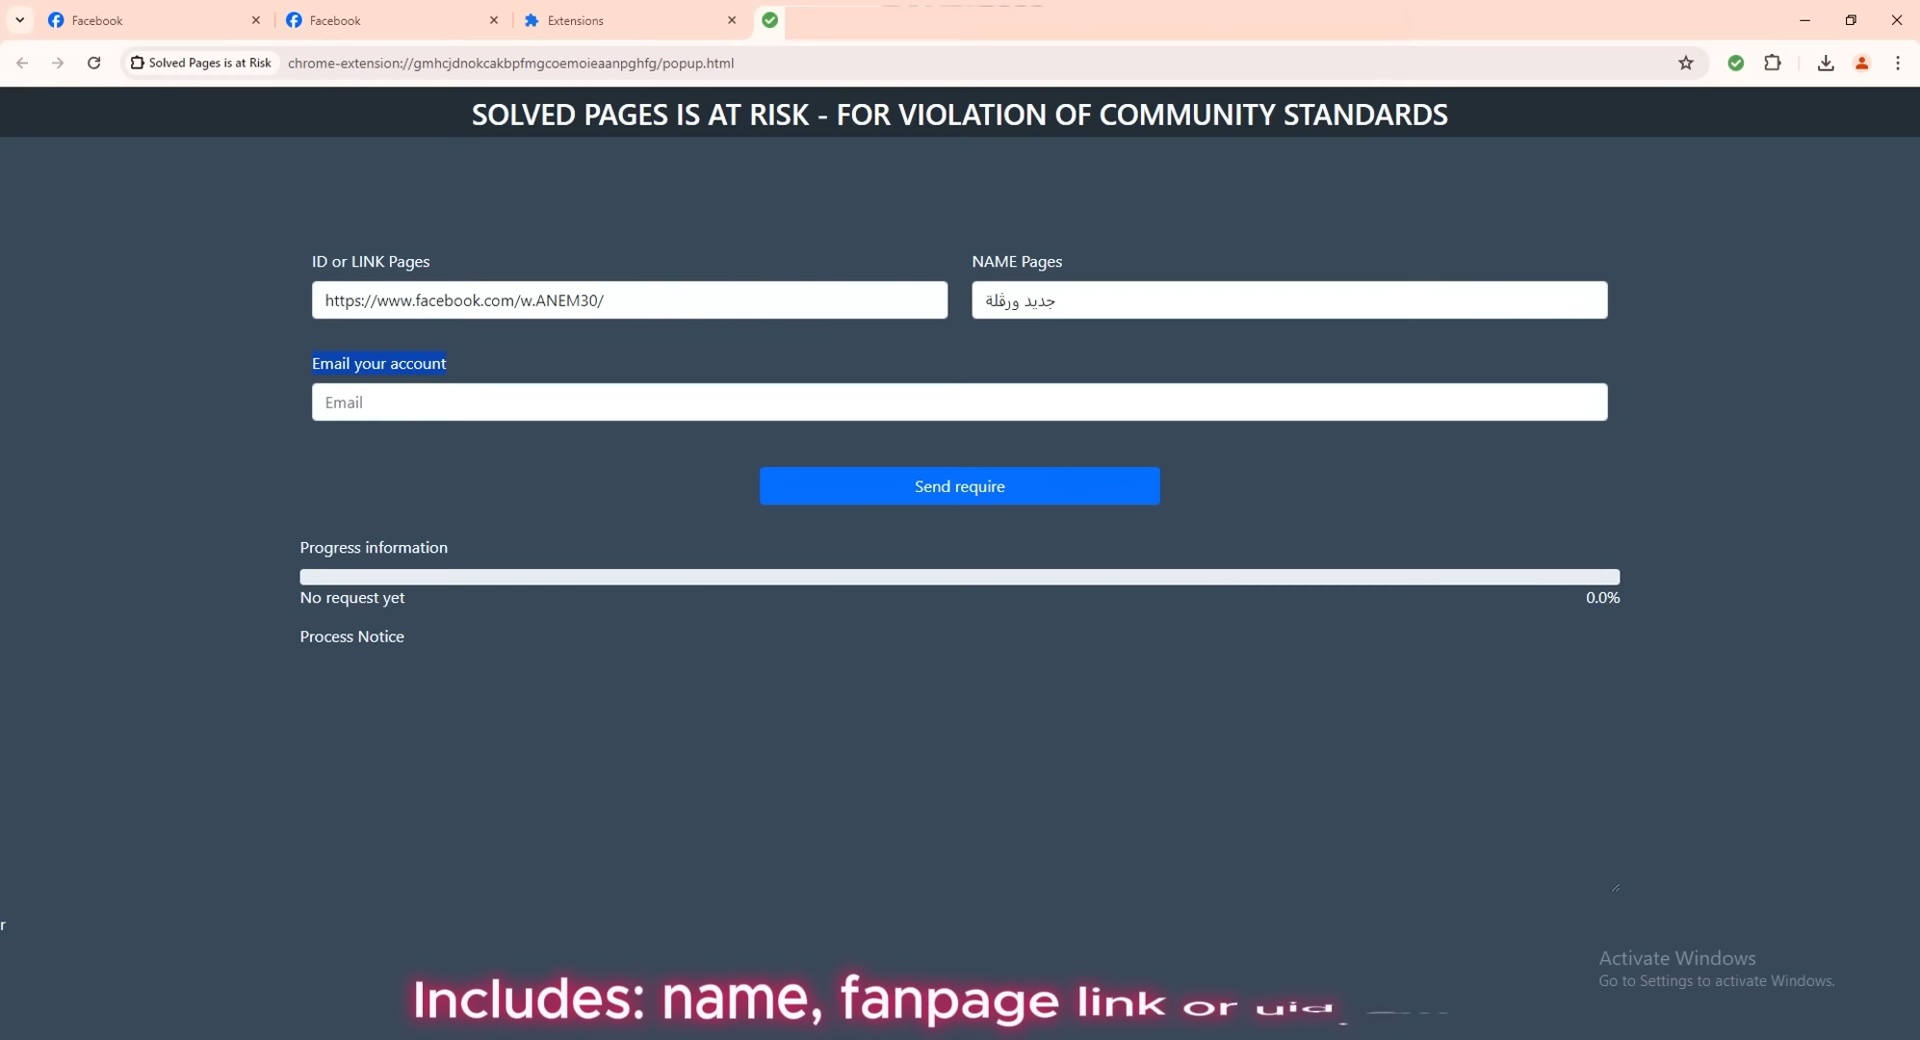 Facebook
Facebook
Extensions
Solved Pages is at Risk
chrome-extension://gmhcjdnokcakbpfmgcoemoieaanpghfg/popup.html
SOLVED PAGES IS AT RISK - FOR VIOLATION OF COMMUNITY STANDARDS
ID or LINK Pages
NAME Pages
https://www.facebook.com/w.ANEM30/
جديد ورڤلة
Email your account
Email
Send require
Progress information
No request yet
0.0%
Process Notice
r
Activate Windows
Go to Settings to activate Windows.
Includes: name, fanpage link or uid,